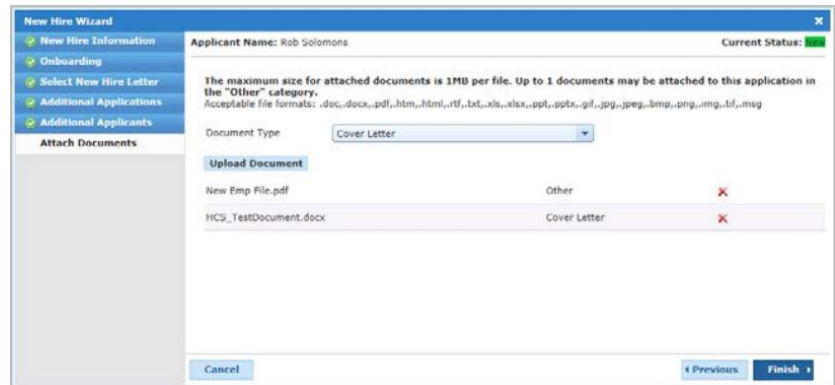 New Hire Wizard
New Hire Information
Onboarding
Select New Hire Letter
Additional Applications
Additional Applicants
Attach Documents
Applicant Name: Rob Solomons
Current Status: New
The maximum size for attached documents is 1MB per file. Up to 1 documents may be attached to this application in
the "Other" category.
Acceptable file formats: .doc,.docx,.pdf,.htm,.html,.rtf,.txt,.xls,.xlsx,.ppt,.pptx,.gif,.jpg,.jpeg,.bmp,.png,.img,.tif,.msg
Document Type Cover Letter
Upload Document
New Emp File.pdf Other
HCS_TestDocument.docx Cover Letter
Cancel Previous Finish